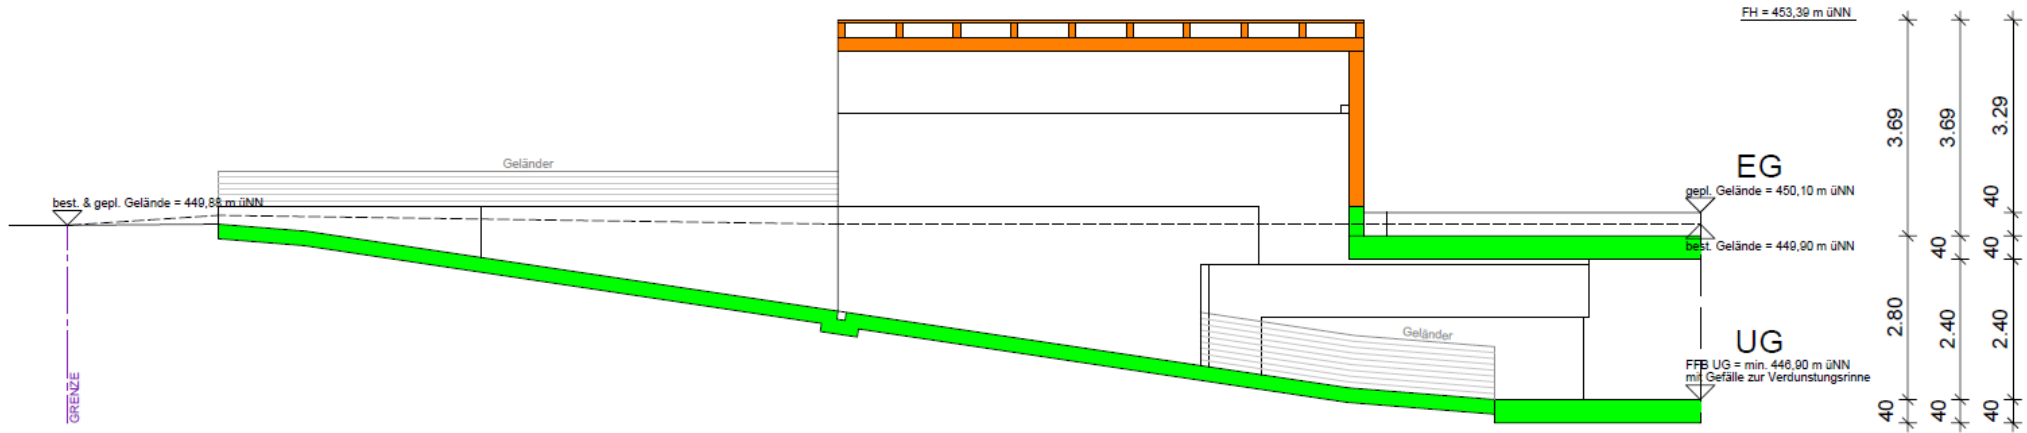 FH = 453,39 m üNN
Geländer
best. & gepl. Gelände = 449,88 m üNN
EG
gepl. Gelände = 450,10 m üNN
best. Gelände = 449,90 m üNN
Geländer
UG
FFB UG = min. 446,90 m üNN
mit Gefälle zur Verdunstungsrinne
GRENZE
3.69
3.69
3.29
40
40
40
2.80
2.40
2.40
40
40
40